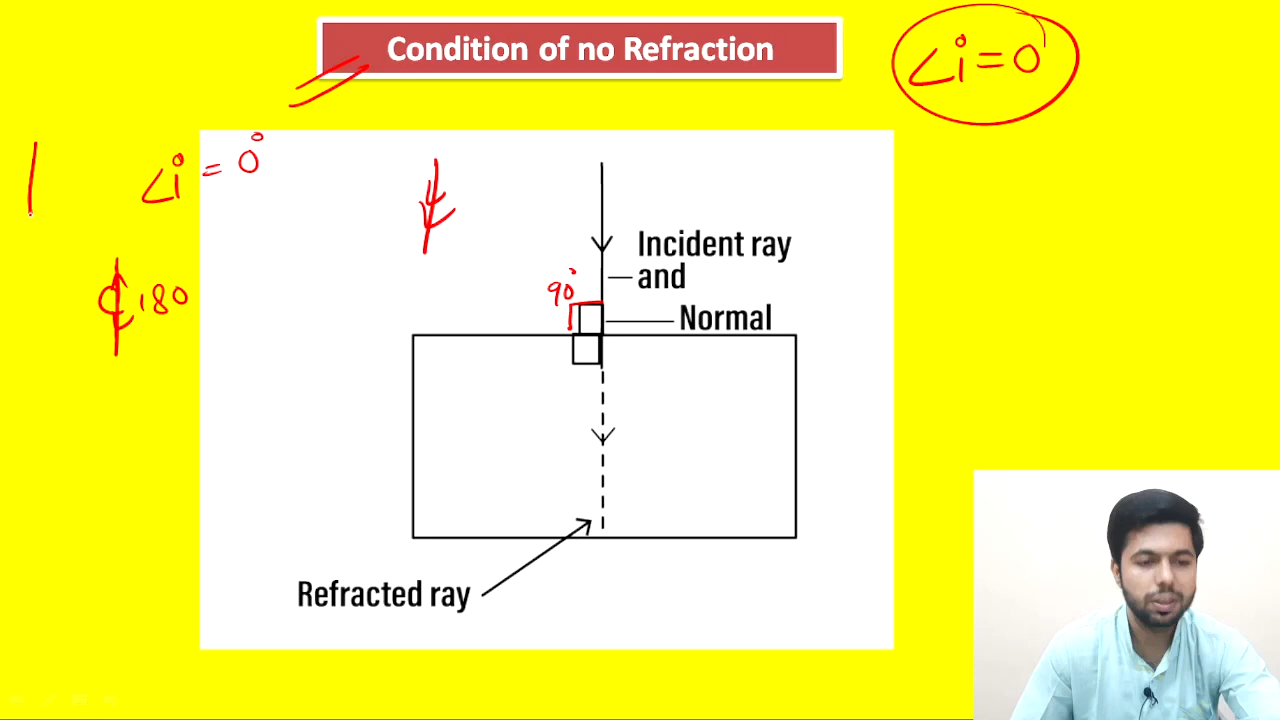 Condition of no Refraction
∠i = 0
∠i = 0°
180
90°
Incident ray
and
Normal
Refracted ray